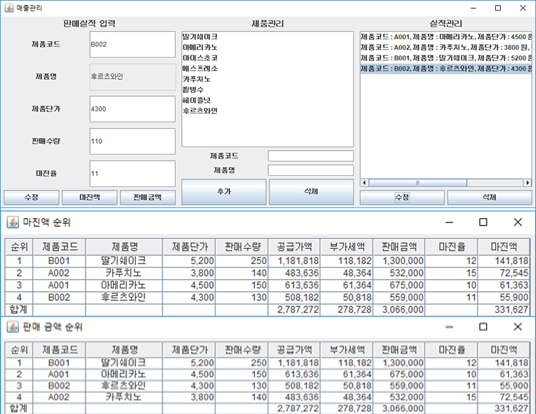 매출관리
판매실적 입력
제품코드 B002
제품명 후르츠와인
제품단가 4300
판매수량 110
마진율 11
수정 마진액 판매금액
제품관리
딸기쉐이크
아메리카노
아이스초코
에스프레소
카푸치노
팥빙수
헤이즐넛
후르츠와인
제품코드
제품명
추가 삭제
실적관리
제품코드 : A001,제품명 : 아메리카노,제품단가 : 4500 원
제품코드 : A002,제품명 : 카푸치노,제품단가 : 3800 원,
제품코드 : B001,제품명 : 딸기쉐이크,제품단가 : 5200 원
제품코드 : B002,제품명 : 후르츠와인,제품단가 : 4300 원
수정 삭제
마진액 순위
순위 제품코드 제품명 제품단가 판매수량 공급가액 부가세액 판매금액 마진율 마진액
1 B001 딸기쉐이크 5,200 250 1,181,818 118,182 1,300,000 12 141,818
2 A002 카푸치노 3,800 140 483,636 48,364 532,000 15 72,545
3 A001 아메리카노 4,500 150 613,636 61,364 675,000 10 61,363
4 B002 후르츠와인 4,300 130 508,182 50,818 559,000 11 55,900
합계 2,787,272 278,728 3,066,000 331,627
판매 금액 순위
순위 제품코드 제품명 제품단가 판매수량 공급가액 부가세액 판매금액 마진율 마진액
1 B001 딸기쉐이크 5,200 250 1,181,818 118,182 1,300,000 12 141,818
2 A001 아메리카노 4,500 150 613,636 61,364 675,000 10 61,363
3 B002 후르츠와인 4,300 130 508,182 50,818 559,000 11 55,900
4 A002 카푸치노 3,800 140 483,636 48,364 532,000 15 72,545
합계 2,787,272 278,728 3,066,000 331,627